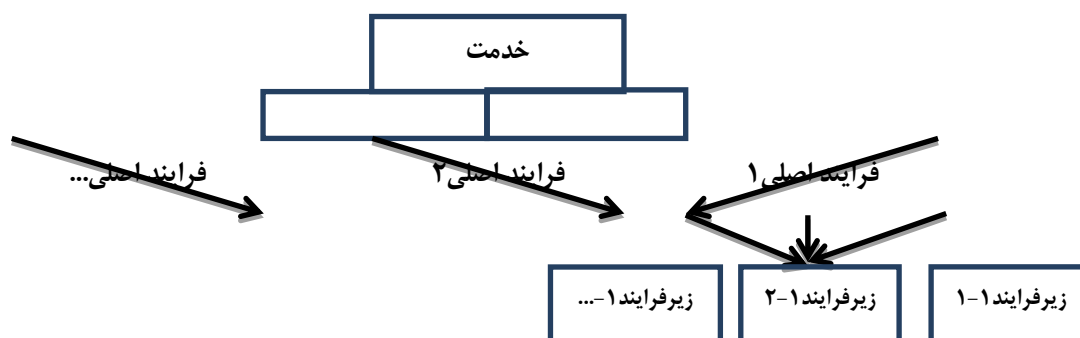 خدمت
فرایند اصلی۱
فرایند اصلی۲
فرایند اصلی...
زیرفرایند۱-۱
زیرفرایند۱-۲
زیرفرایند۱-...